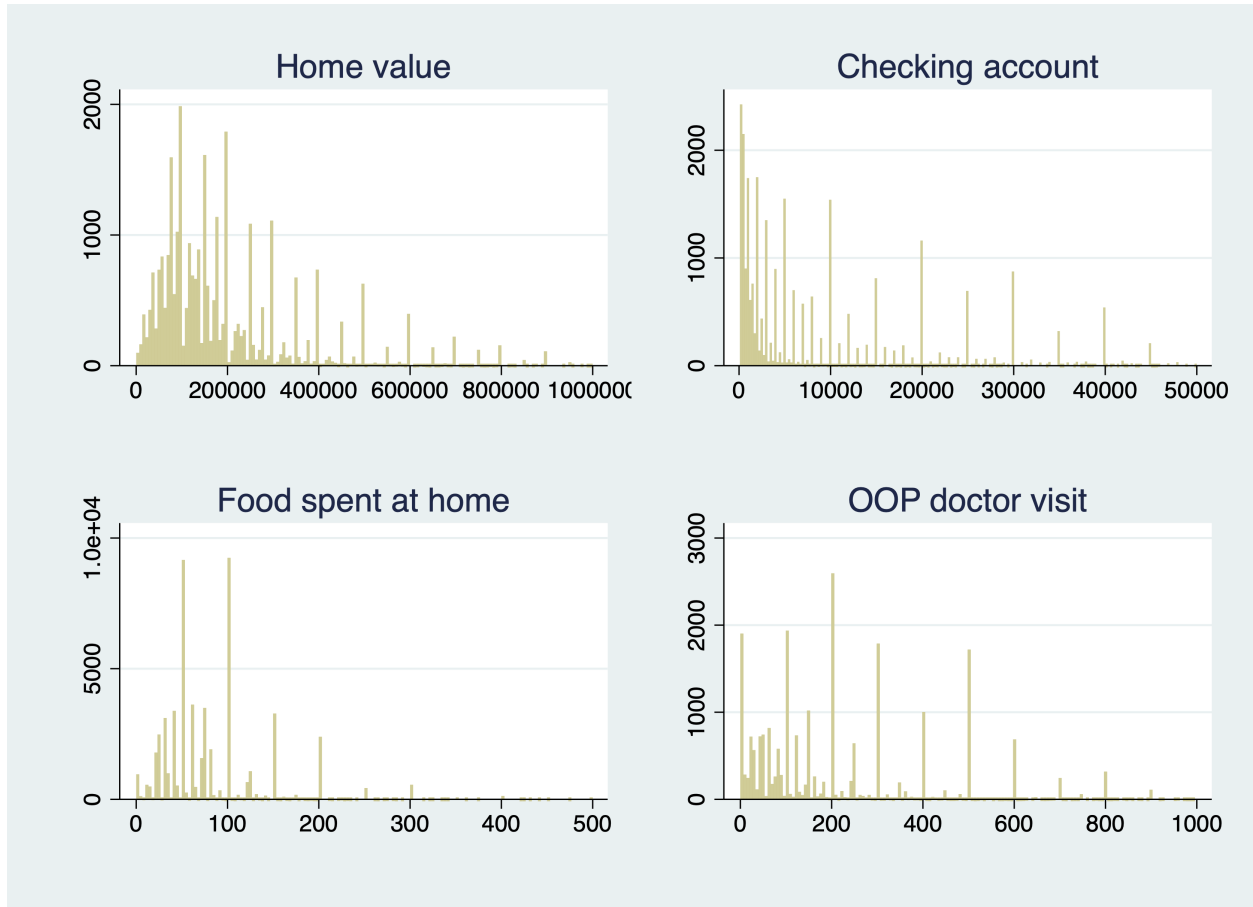 Home value
2000
1000
0
0 200000 400000 600000 800000 1000000
Checking account
2000
1000
0
0 10000 20000 30000 40000 50000
Food spent at home
1.0e+04
5000
0
0 100 200 300 400 500
OOP doctor visit
3000
2000
1000
0
0 200 400 600 800 1000